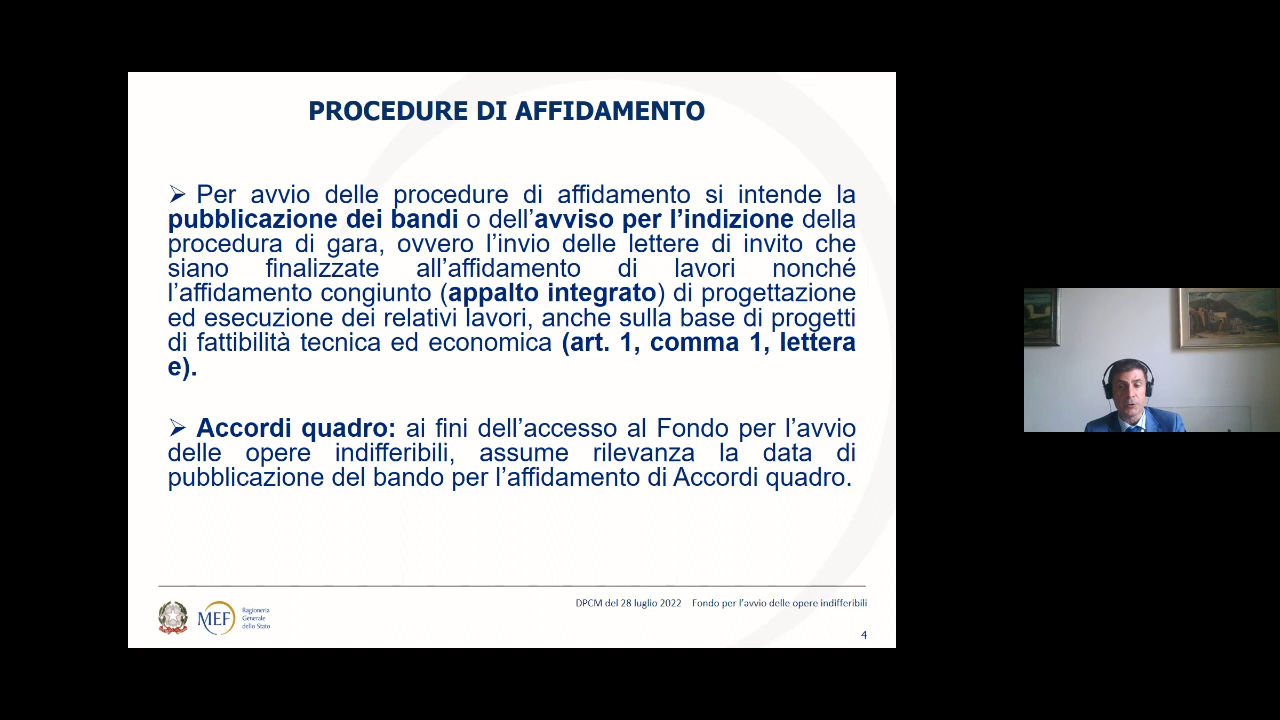 PROCEDURE DI AFFIDAMENTO
➢ Per avvio delle procedure di affidamento si intende la
pubblicazione dei bandi o dell’avviso per l’indizione della
procedura di gara, ovvero l’invio delle lettere di invito che
siano finalizzate all’affidamento di lavori nonché
l’affidamento congiunto (appalto integrato) di progettazione
ed esecuzione dei relativi lavori, anche sulla base di progetti
di fattibilità tecnica ed economica (art. 1, comma 1, lettera
e).
➢ Accordi quadro: ai fini dell’accesso al Fondo per l’avvio
delle opere indifferibili, assume rilevanza la data di
pubblicazione del bando per l’affidamento di Accordi quadro.
DPCM del 28 luglio 2022 Fondo per l’avvio delle opere indifferibili
MEF
Ragioneria
Generale
dello Stato
4